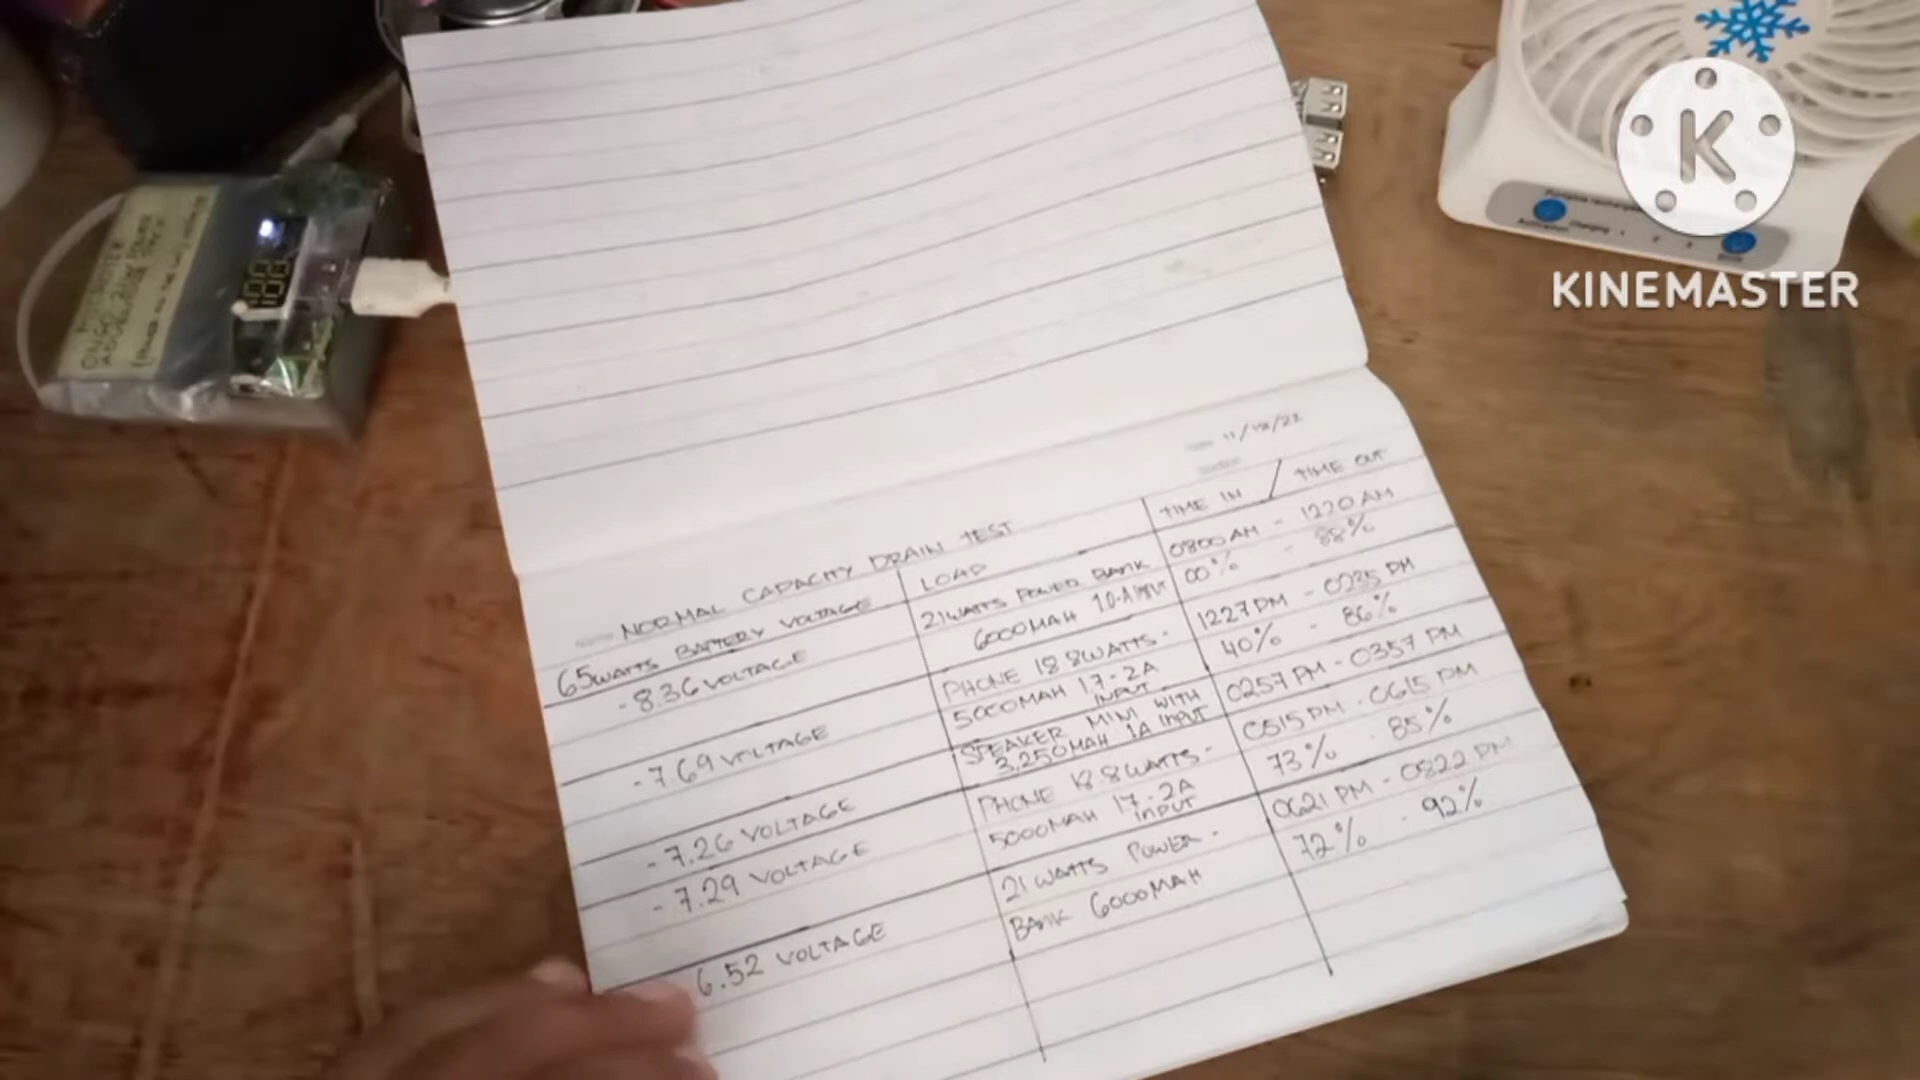 KINEMASTER
K
11/18/22
NORMAL CAPACITY DRAIN TEST
65WATTS BATTERY VOLTAGE
LOAD
TIME IN / TIME OUT
- 8.36 VOLTAGE
21WATTS POWER BANK
6000MAH 1.0-A INPUT
0800 AM - 1220 AM
00% - 88%
- 7.69 VOLTAGE
PHONE 18.8WATTS -
5000MAH 1.7-2A
INPUT
1227 PM - 0235 PM
40% - 86%
- 7.26 VOLTAGE
SPEAKER MINI WITH
3,250MAH 1A INPUT
0257 PM - 0357 PM
- 7.29 VOLTAGE
PHONE 18.8WATTS -
5000MAH 1.7-2A
INPUT
0515 PM - 0615 PM
73% - 85%
6.52 VOLTAGE
21 WATTS POWER -
BANK 6000MAH
0621 PM - 0822 PM
72% - 92%